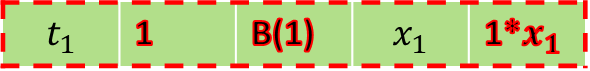 t₁ 1 B(1) x₁ 1*x₁